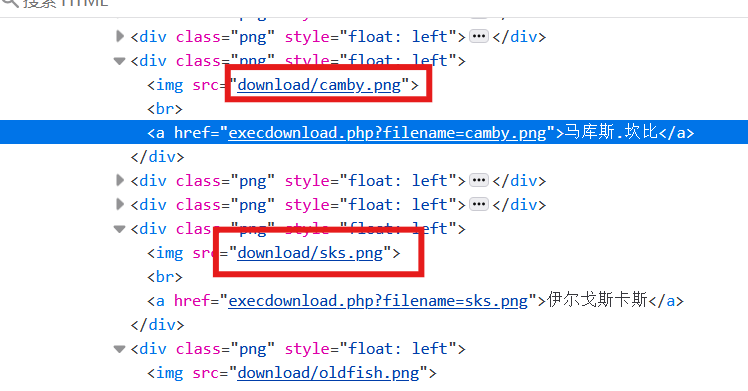 搜索 HTML
<div class="png" style="float: left"> ••• </div>
<div class="png" style="float: left">
<img src="download/camby.png">
<br>
<a href="execdownload.php?filename=camby.png">马库斯.坎比</a>
</div>
<div class="png" style="float: left"> ••• </div>
<div class="png" style="float: left"> ••• </div>
<div class="png" style="float: left">
<img src="download/sks.png">
<br>
<a href="execdownload.php?filename=sks.png">伊尔戈斯卡斯</a>
</div>
<div class="png" style="float: left">
<img src="download/oldfish.png">